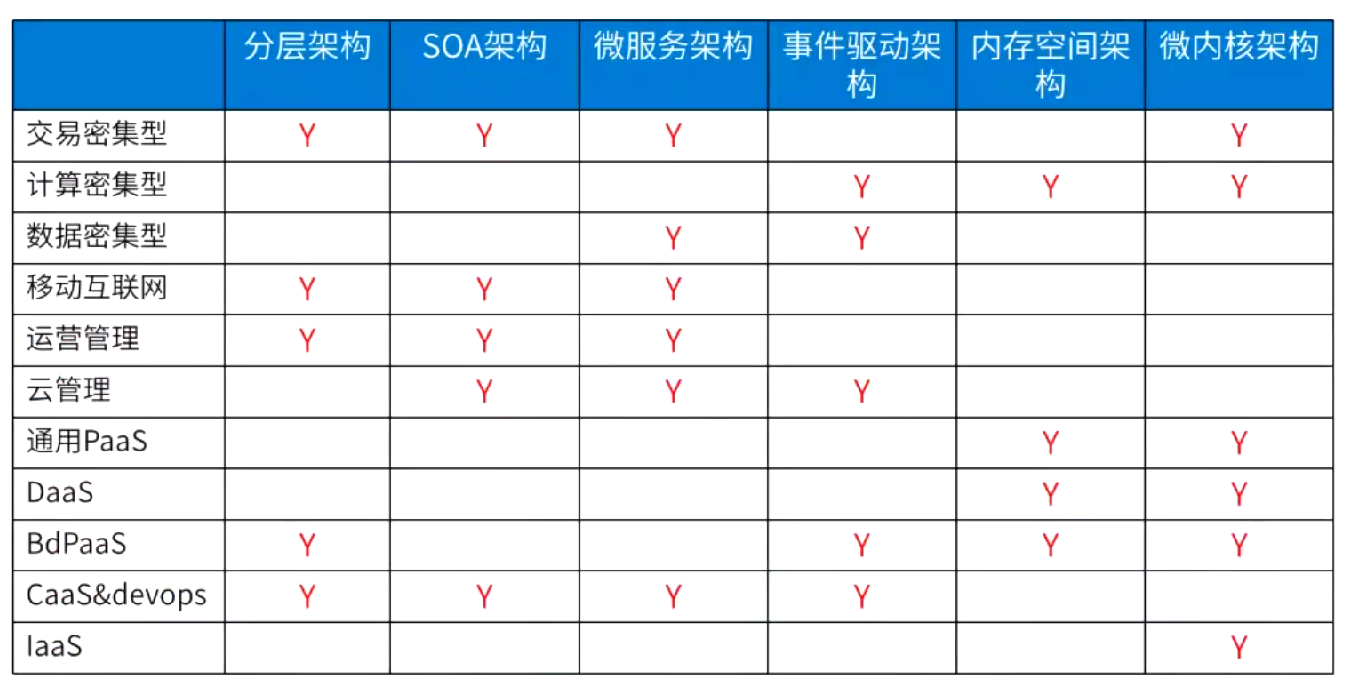 分层架构 SOA架构 微服务架构 事件驱动架构 内存空间架构 微内核架构
交易密集型 Y Y Y Y
计算密集型 Y Y Y
数据密集型 Y Y
移动互联网 Y Y Y
运营管理 Y Y Y
云管理 Y Y Y
通用PaaS Y Y
DaaS Y Y
BdPaaS Y Y Y Y
CaaS&devops Y Y Y Y
IaaS Y